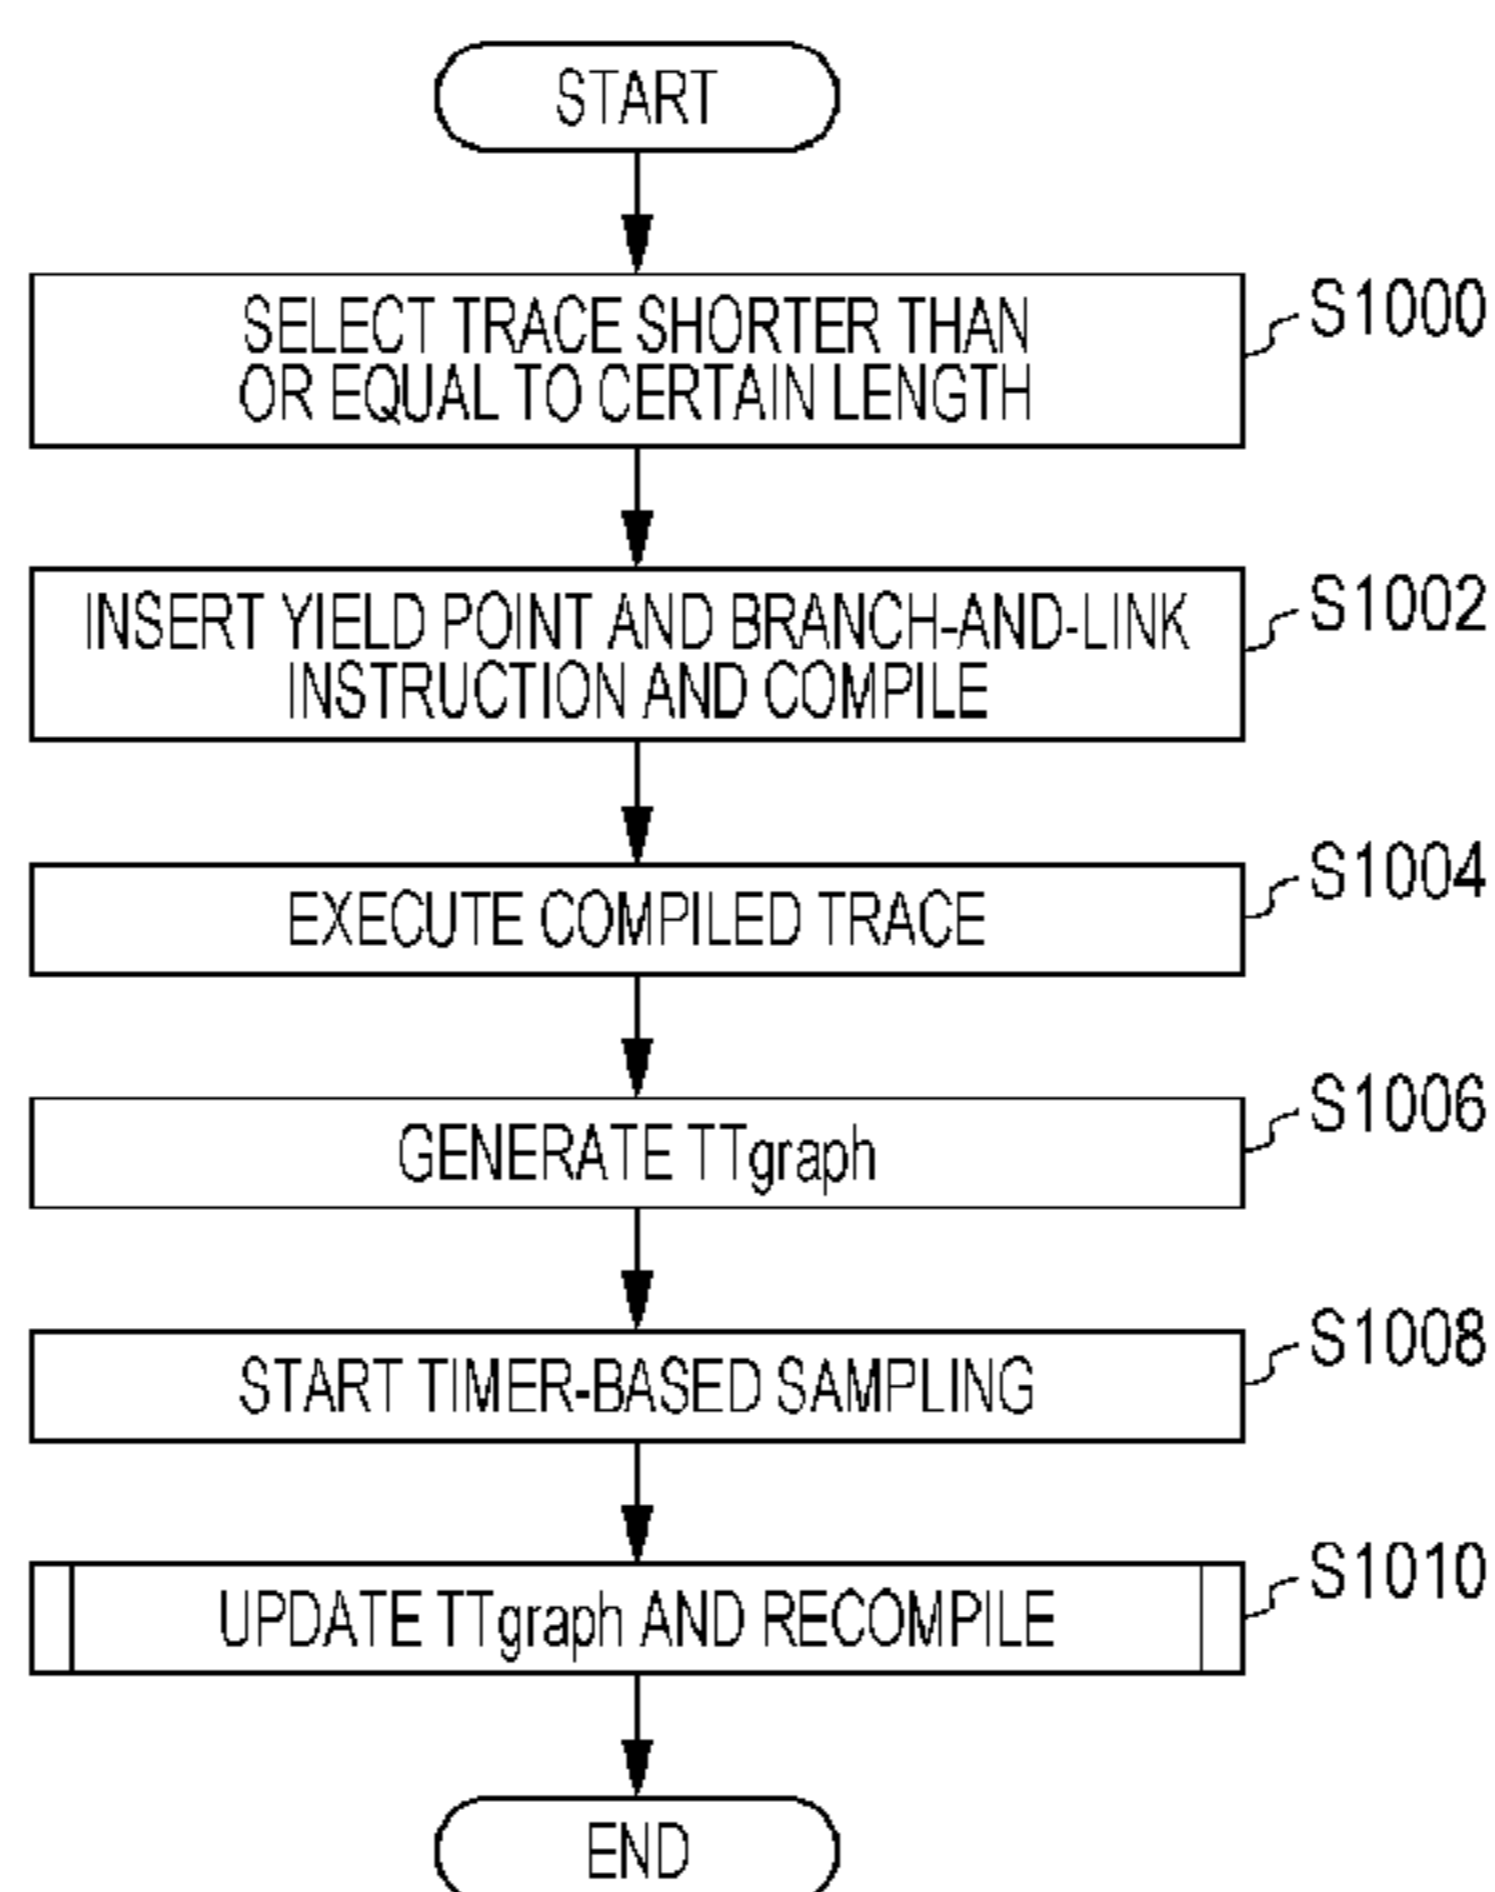 START
SELECT TRACE SHORTER THAN
OR EQUAL TO CERTAIN LENGTH
S1000
INSERT YIELD POINT AND BRANCH-AND-LINK
INSTRUCTION AND COMPILE
S1002
EXECUTE COMPILED TRACE
S1004
GENERATE TTgraph
S1006
START TIMER-BASED SAMPLING
S1008
UPDATE TTgraph AND RECOMPILE
S1010
END